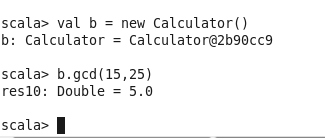 scala> val b = new Calculator()
b: Calculator = Calculator@2b90cc9
scala> b.gcd(15,25)
res10: Double = 5.0
scala>